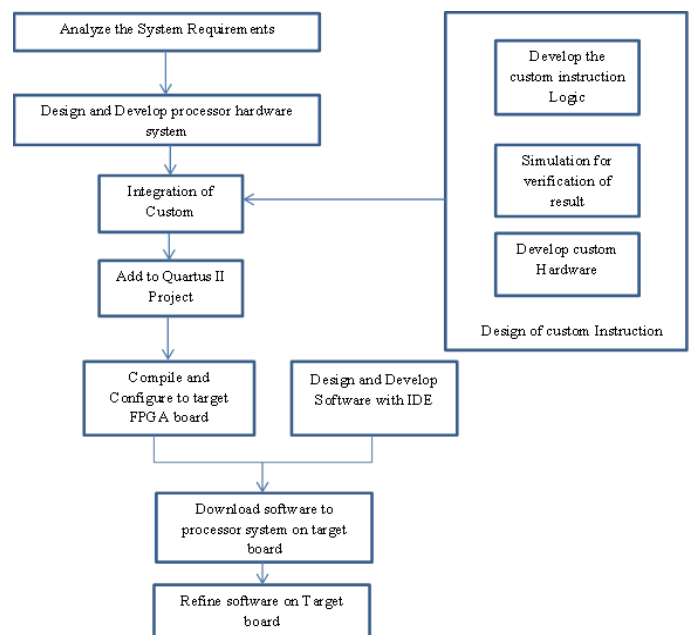 Analyze the System Requirements
Design and Develop processor hardware
system
Integration of
Custom
Add to Quartus II
Project
Compile and
Configure to target
FPGA board
Design and Develop
Software with IDE
Download software to
processor system on target
board
Refine software on Target
board
Develop the
custom instruction
Logic
Simulation for
verification of
result
Develop custom
Hardware
Design of custom Instruction